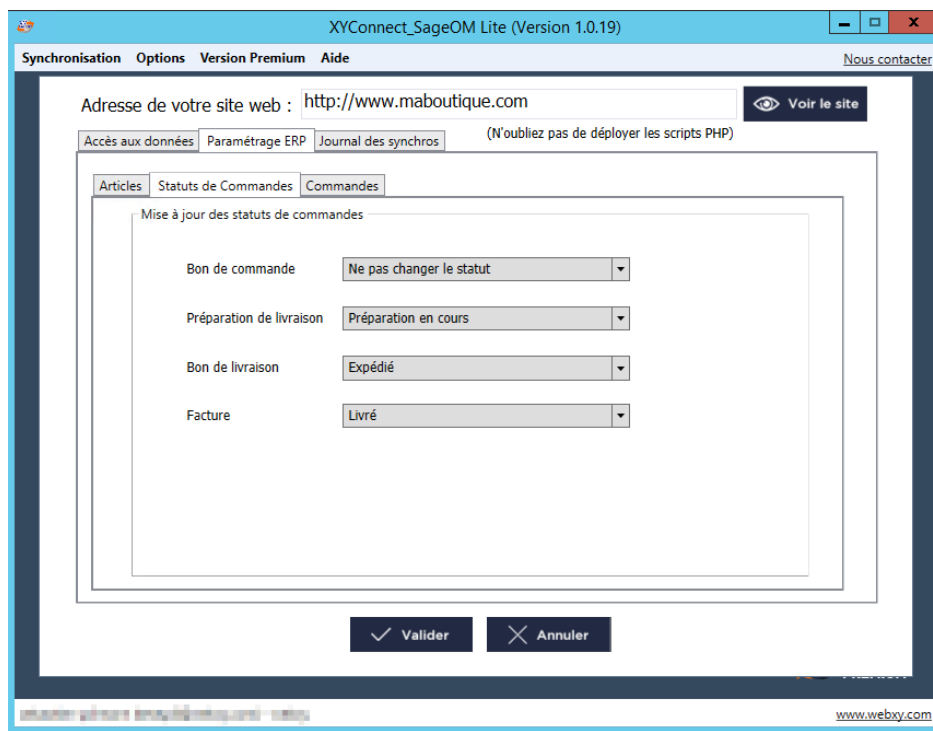 XYConnect_SageOM Lite (Version 1.0.19)
Synchronisation Options Version Premium Aide Nous contacter
Adresse de votre site web : http://www.maboutique.com Voir le site
(N'oubliez pas de déployer les scripts PHP)
Accès aux données Paramétrage ERP Journal des synchros
Articles Statuts de Commandes Commandes
Mise à jour des statuts de commandes
Bon de commande Ne pas changer le statut
Préparation de livraison Préparation en cours
Bon de livraison Expédié
Facture Livré
Valider Annuler
www.webxy.com